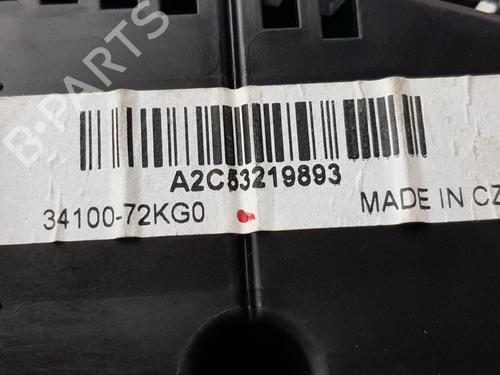 B-PARTS
A2C53219893
34100-72KG0
MADE IN CZ